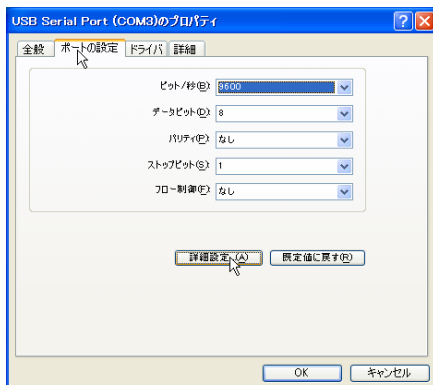 USB Serial Port (COM3)のプロパティ
全般 ポートの設定 ドライバ 詳細
ビット/秒(B): 9600
データ ビット(D): 8
パリティ(P): なし
ストップ ビット(S): 1
フロー制御(F): なし
詳細設定(A) 既定値に戻す(R)
OK キャンセル